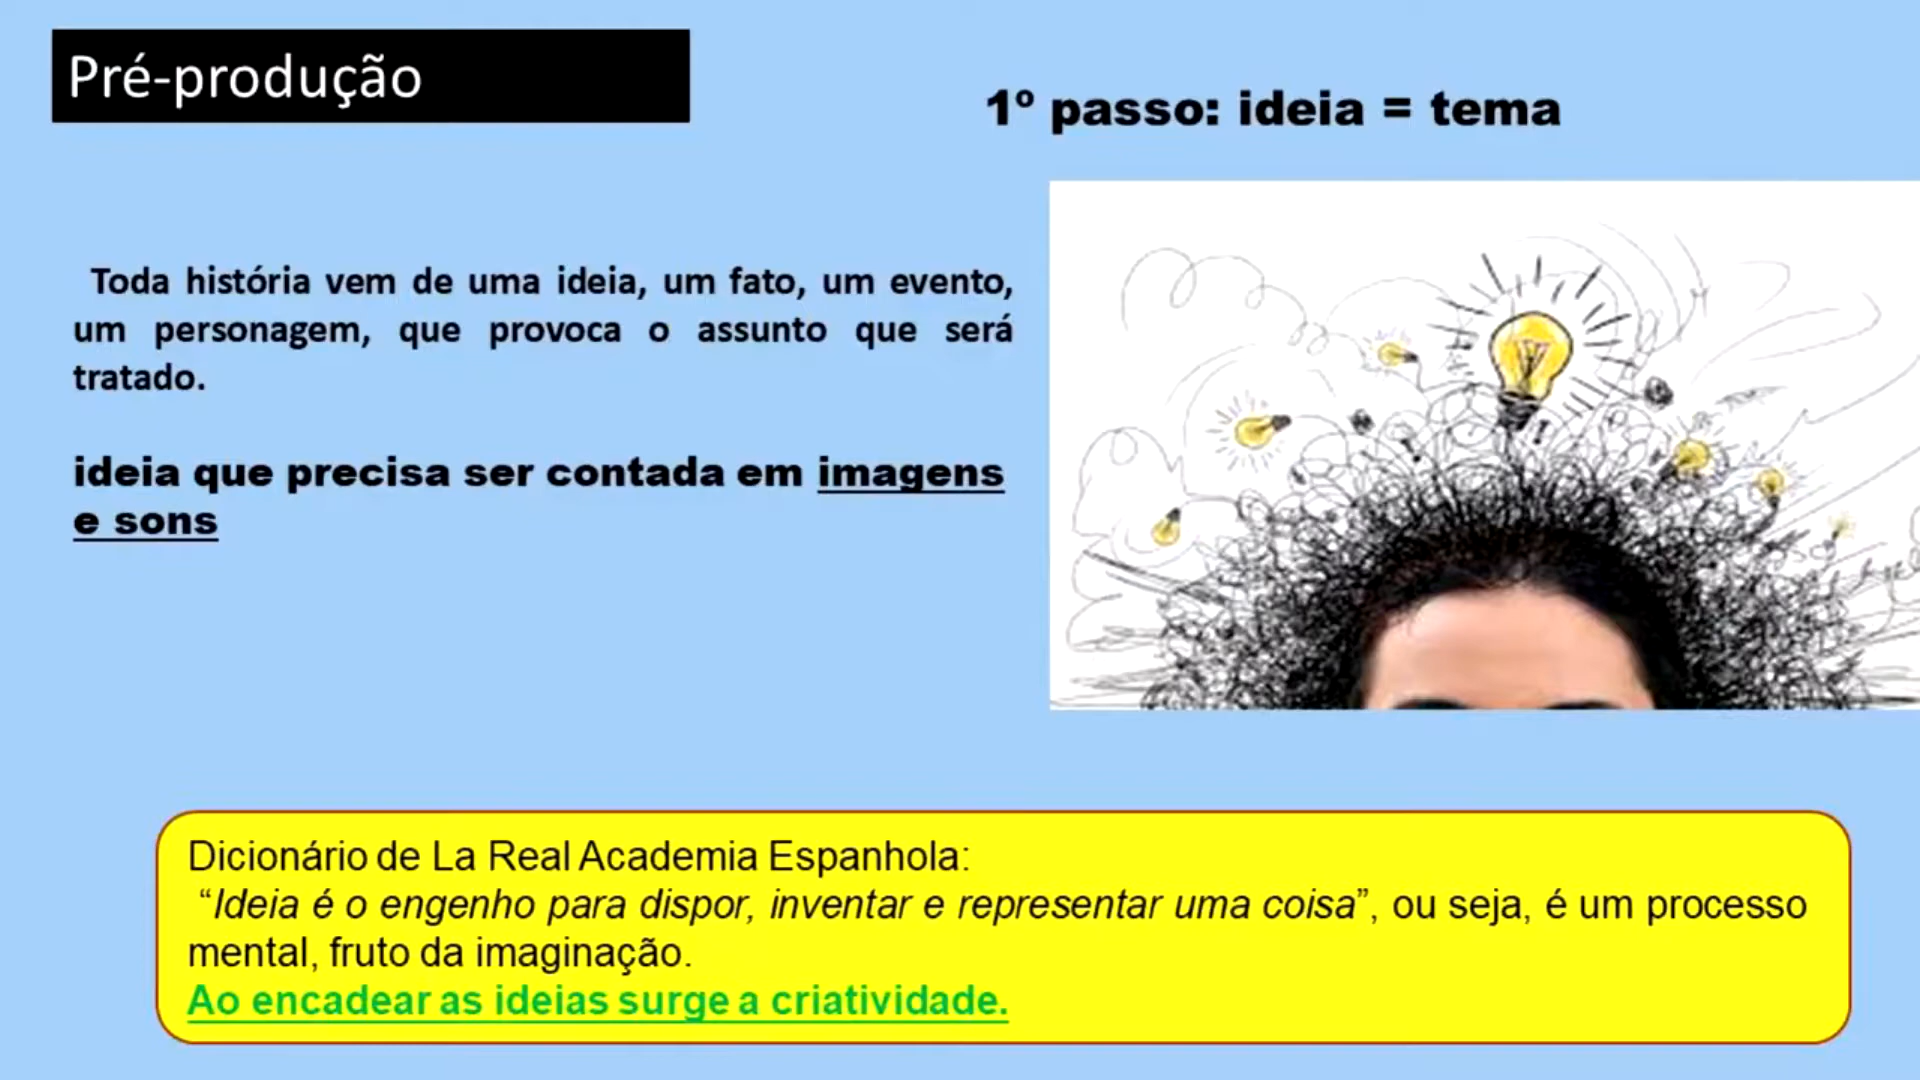 Pré-produção
1º passo: ideia = tema
Toda história vem de uma ideia, um fato, um evento,
um personagem, que provoca o assunto que será
tratado.
ideia que precisa ser contada em imagens
e sons
Dicionário de La Real Academia Espanhola:
“Ideia é o engenho para dispor, inventar e representar uma coisa”, ou seja, é um processo
mental, fruto da imaginação.
Ao encadear as ideias surge a criatividade.